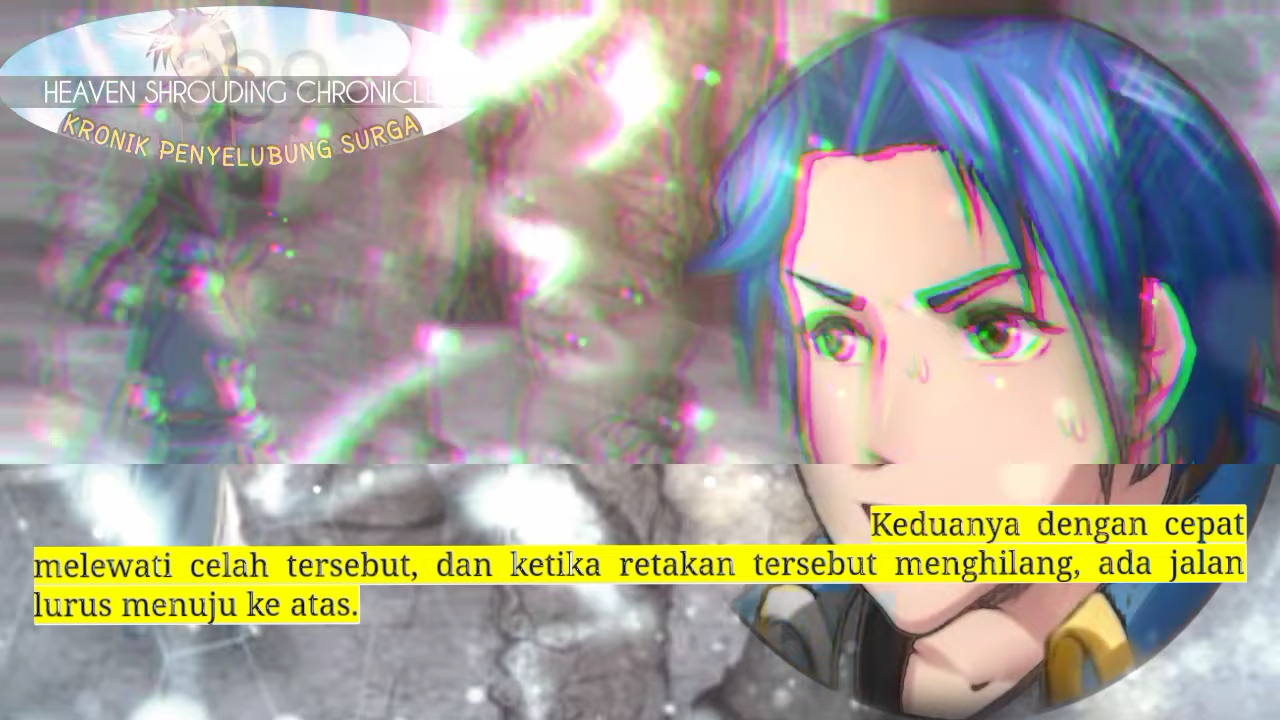 HEAVEN SHROUDING CHRONICLE
KRONIK PENYELUBUNG SURGA
Keduanya dengan cepat
melewati celah tersebut, dan ketika retakan tersebut menghilang, ada jalan
lurus menuju ke atas.